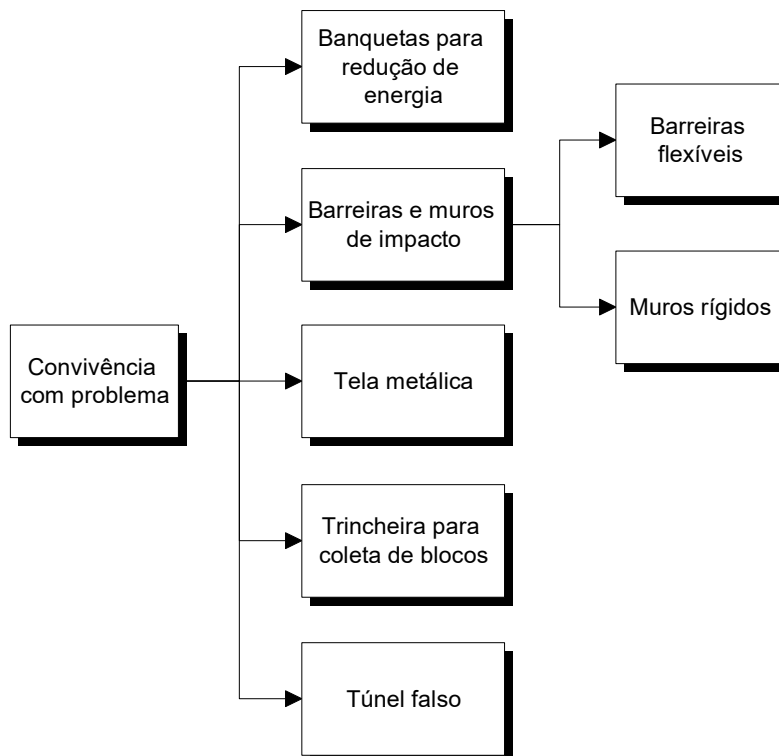 Banquetas para
redução de
energia
Barreiras
flexíveis
Barreiras e muros
de impacto
Muros rígidos
Convivência
com problema
Tela metálica
Trincheira para
coleta de blocos
Túnel falso